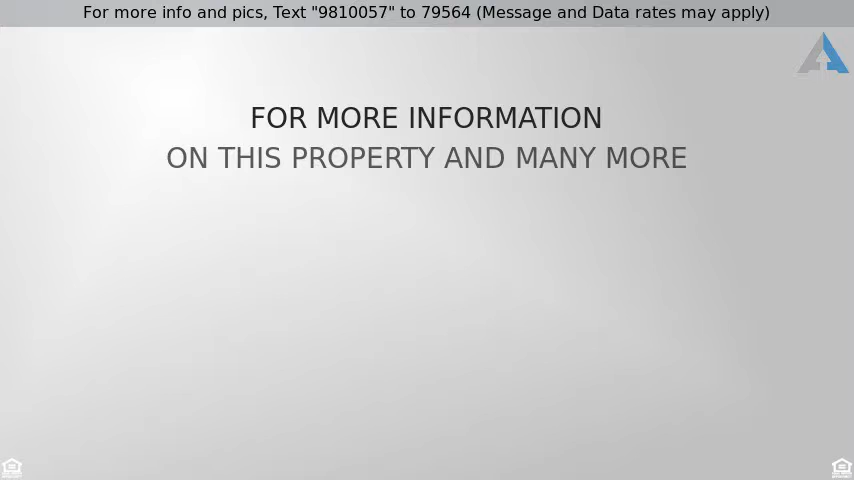 For more info and pics, Text "9810057" to 79564 (Message and Data rates may apply)
FOR MORE INFORMATION
ON THIS PROPERTY AND MANY MORE